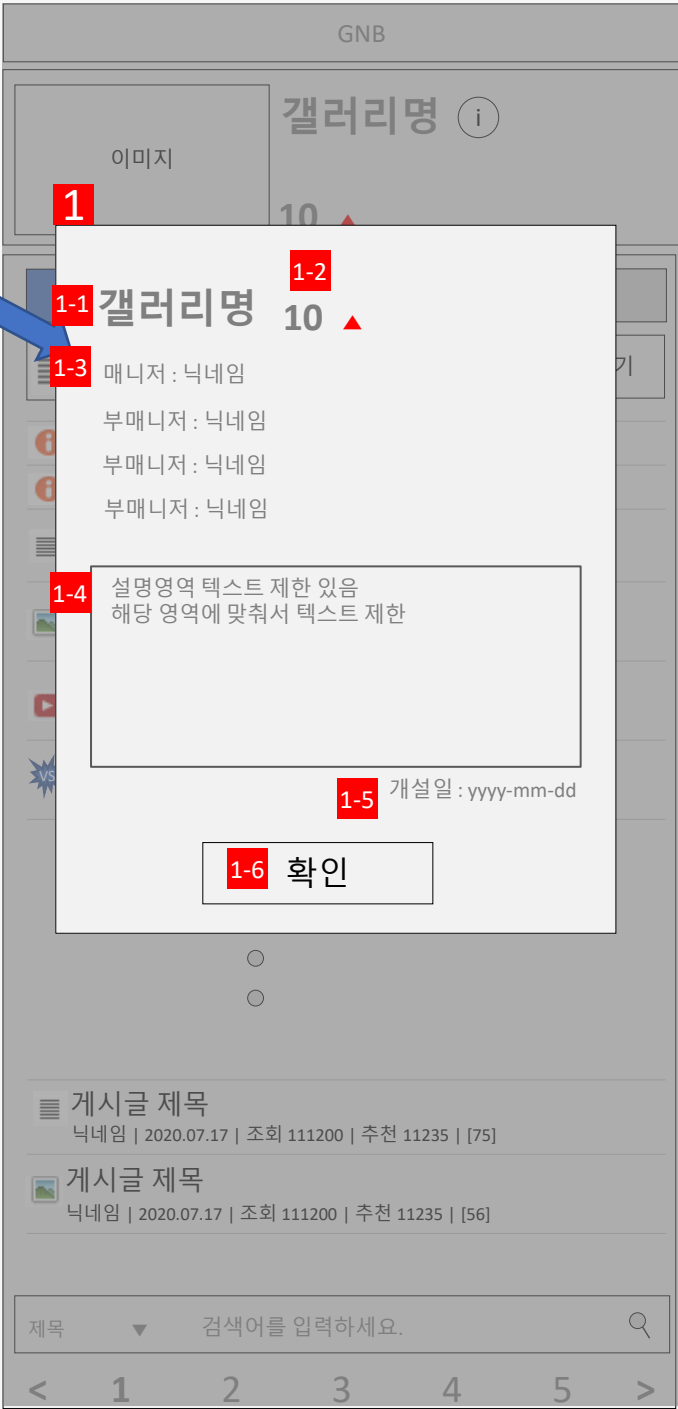 GNB
갤러리명 i
이미지
10
1
1-2
1-1 갤러리명 10
1-3 매니저 : 닉네임
기
부매니저 : 닉네임
부매니저 : 닉네임
부매니저 : 닉네임
1-4 설명영역 텍스트 제한 있음
해당 영역에 맞춰서 텍스트 제한
VS
1-5 개설일 : yyyy-mm-dd
1-6 확인
게시글 제목
닉네임 | 2020.07.17 | 조회 111200 | 추천 11235 | [75]
게시글 제목
닉네임 | 2020.07.17 | 조회 111200 | 추천 11235 | [56]
제목 ▼ 검색어를 입력하세요.
< 1 2 3 4 5 >